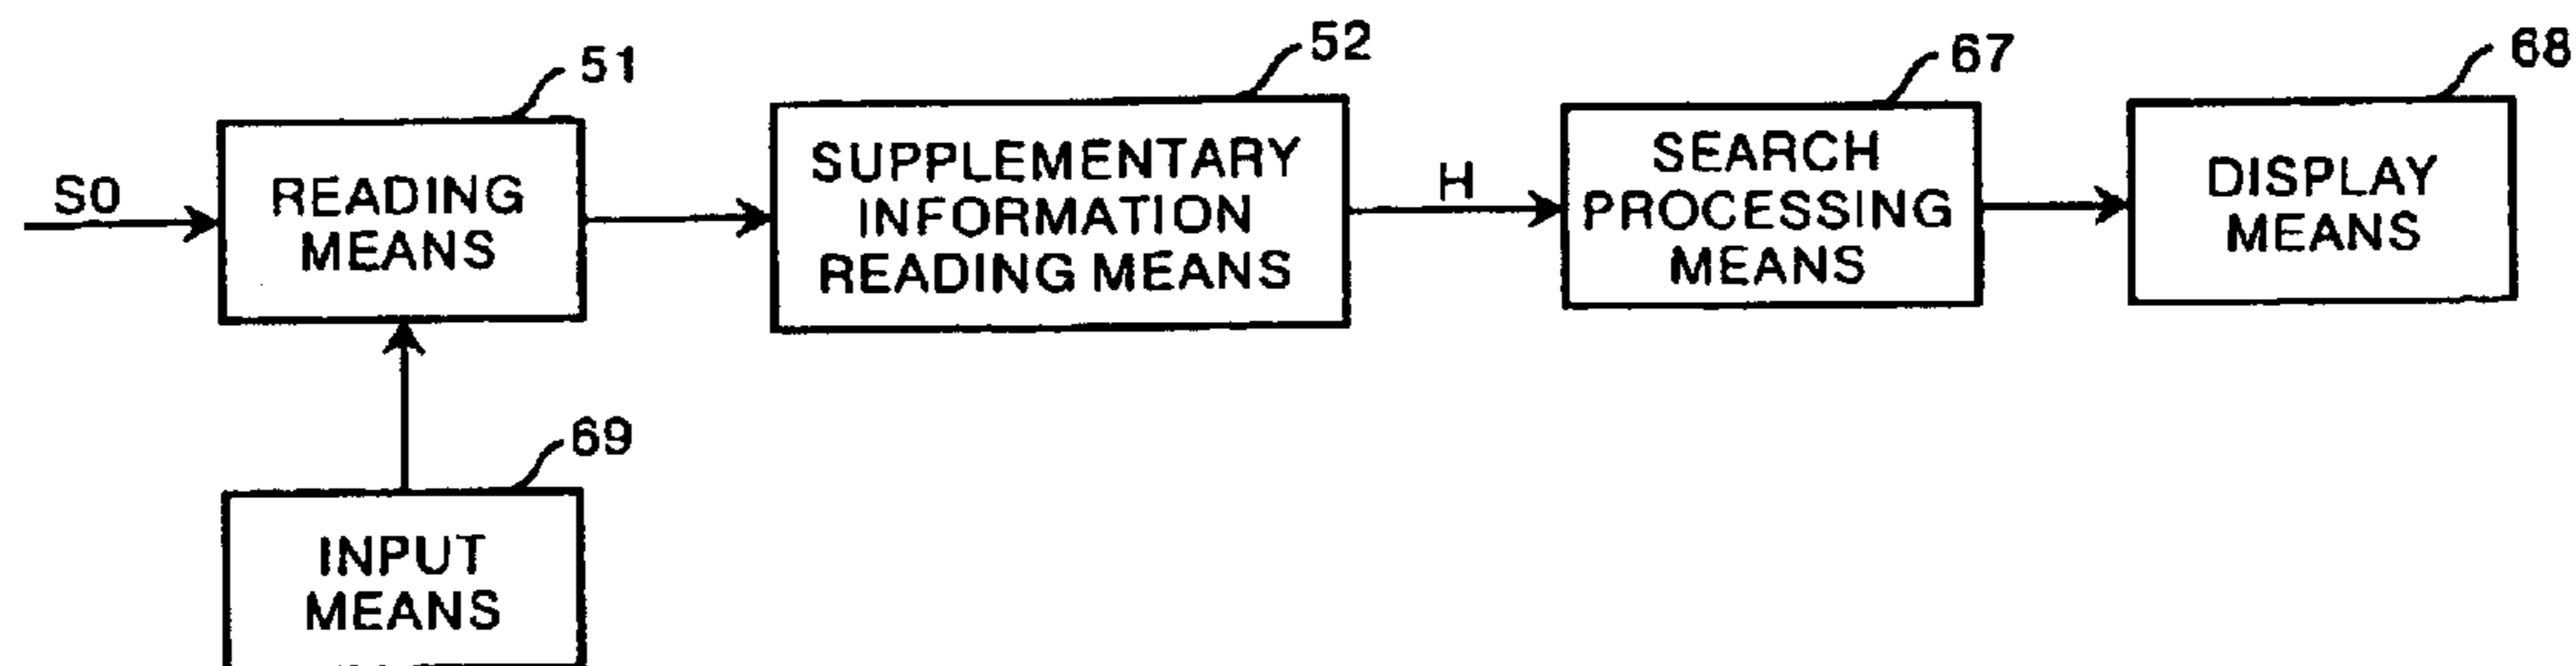 51
52
67
68
S0
READING
MEANS
SUPPLEMENTARY
INFORMATION
READING MEANS
H
SEARCH
PROCESSING
MEANS
DISPLAY
MEANS
69
INPUT
MEANS